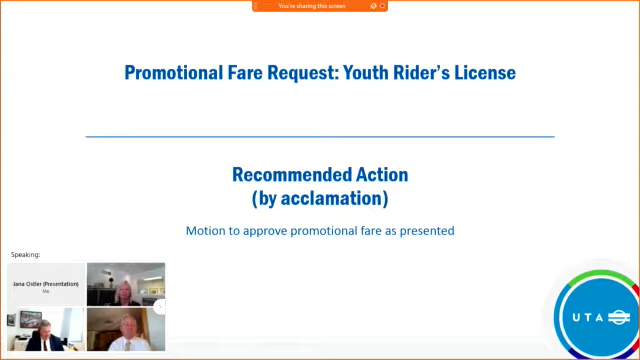 You're sharing this screen
Promotional Fare Request: Youth Rider's License
Recommended Action
(by acclamation)
Motion to approve promotional fare as presented
Speaking:
Jana Ostler (Presentation)
Me
UTA